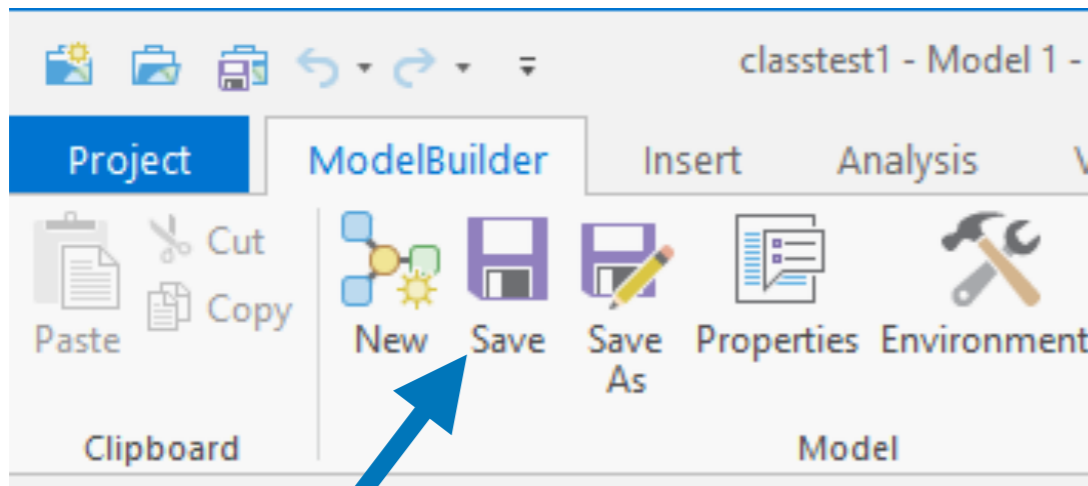 classtest1 - Model 1 -
Project ModelBuilder Insert Analysis
Cut
Copy
Paste New Save Save As Properties Environment
Clipboard Model